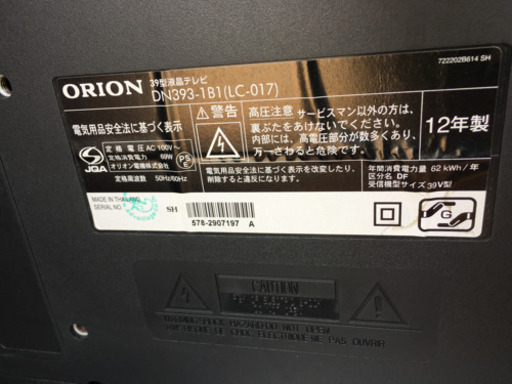 722202B614 SH
39型液晶テレビ
ORION DN393-1B1(LC-017)
電気用品安全法に基づく表示
定格電圧 AC 100V~
定格消費電力 69W
オリオン電機株式会社
定格周波数 50Hz/60Hz
JQA
PS
E
警告
高圧注意 サービスマン以外の方は、
裏ぶたをあけないでください。
内部には、高電圧部分が数多くあり、
万一さわると危険です。
12年製
電気用品安全法に基づく表示を改変したり、
削除すると違反になります。
年間消費電力量 62 kWh/年
区分名 DF
受信機型サイズ 39V型
MADE IN THAILAND
SERIAL NO.
SH
578-2907197 A
G
WARNING:SHOCK HAZARD-DO NOT OPEN